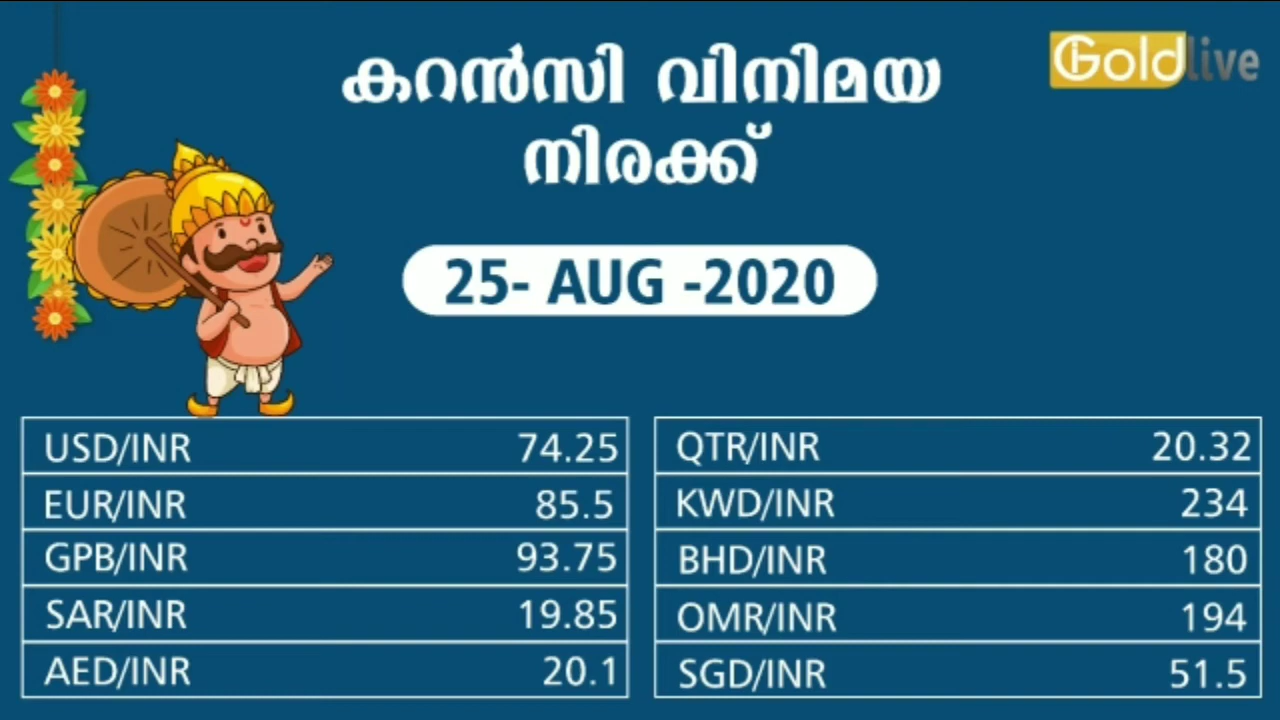 കറൻസി വിനിമയ
നിരക്ക്
Goldlive
25- AUG -2020
USD/INR 74.25
EUR/INR 85.5
GPB/INR 93.75
SAR/INR 19.85
AED/INR 20.1
QTR/INR 20.32
KWD/INR 234
BHD/INR 180
OMR/INR 194
SGD/INR 51.5